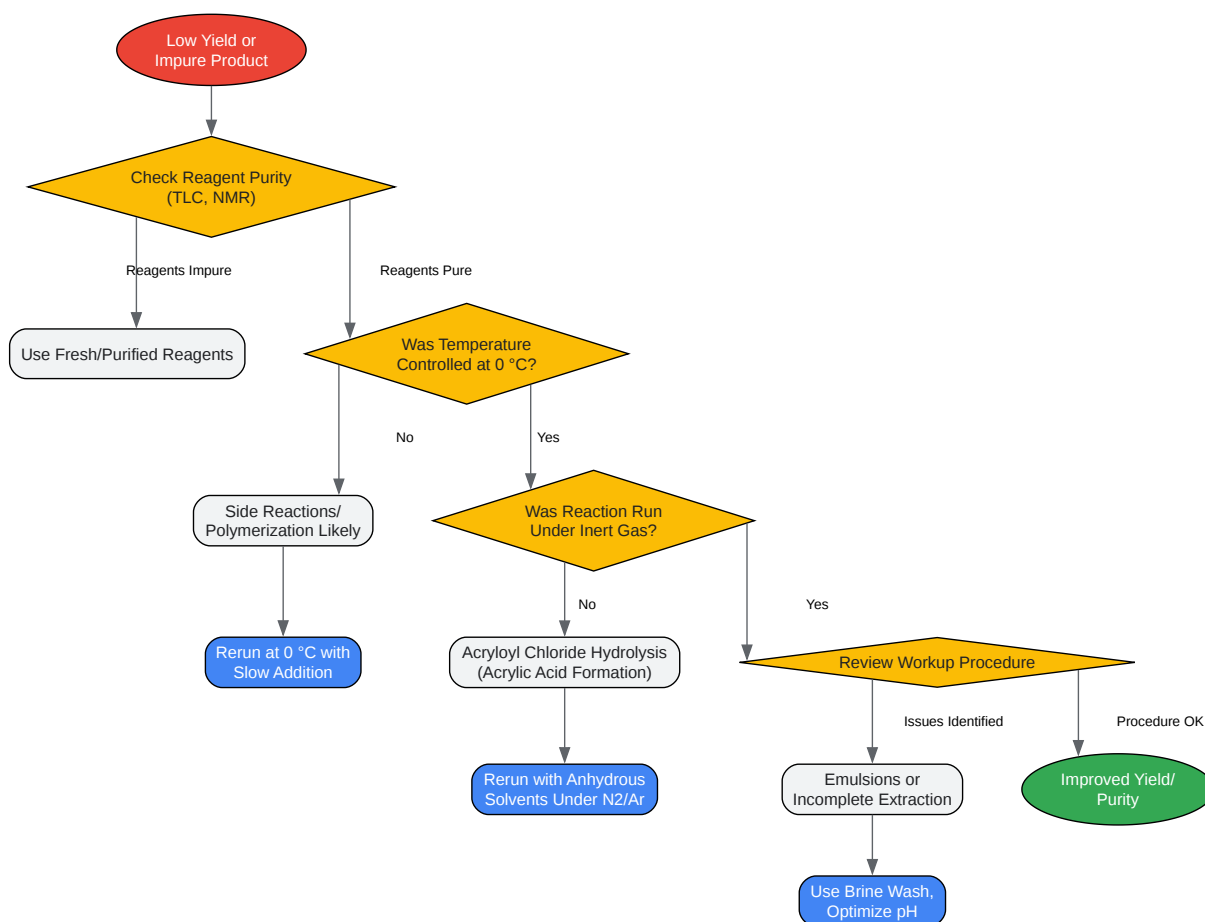 Low Yield or
Impure Product
Check Reagent Purity
(TLC, NMR)
Reagents Impure
Reagents Pure
Use Fresh/Purified Reagents
Was Temperature
Controlled at 0 °C?
No
Yes
Side Reactions/
Polymerization Likely
Was Reaction Run
Under Inert Gas?
No
Yes
Rerun at 0 °C with
Slow Addition
Acryloyl Chloride Hydrolysis
(Acrylic Acid Formation)
Review Workup Procedure
Issues Identified
Procedure OK
Rerun with Anhydrous
Solvents Under N2/Ar
Emulsions or
Incomplete Extraction
Improved Yield/
Purity
Use Brine Wash,
Optimize pH